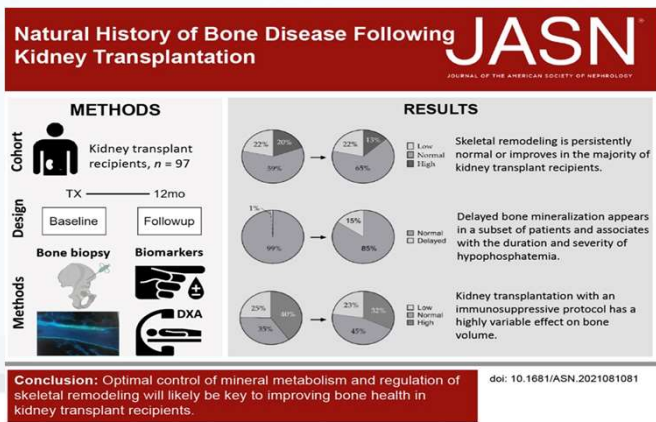 Natural History of Bone Disease Following
Kidney Transplantation
JASN
JOURNAL OF THE AMERICAN SOCIETY OF NEPHROLOGY
METHODS
Cohort
Kidney transplant
recipients, n = 97
Design
TX 12mo
Baseline Followup
Methods
Bone biopsy Biomarkers
DXA
RESULTS
22% 20% 59%
22% 13% 65%
Low
Normal
High
Skeletal remodeling is persistently
normal or improves in the majority of
kidney transplant recipients.
1% 99%
15% 85%
Normal
Delayed
Delayed bone mineralization appears
in a subset of patients and associates
with the duration and severity of
hypophosphatemia.
25% 40% 35%
23% 32% 45%
Low
Normal
High
Kidney transplantation with an
immunosuppressive protocol has a
highly variable effect on bone
volume.
Conclusion: Optimal control of mineral metabolism and regulation of
skeletal remodeling will likely be key to improving bone health in
kidney transplant recipients.
doi: 10.1681/ASN.2021081081